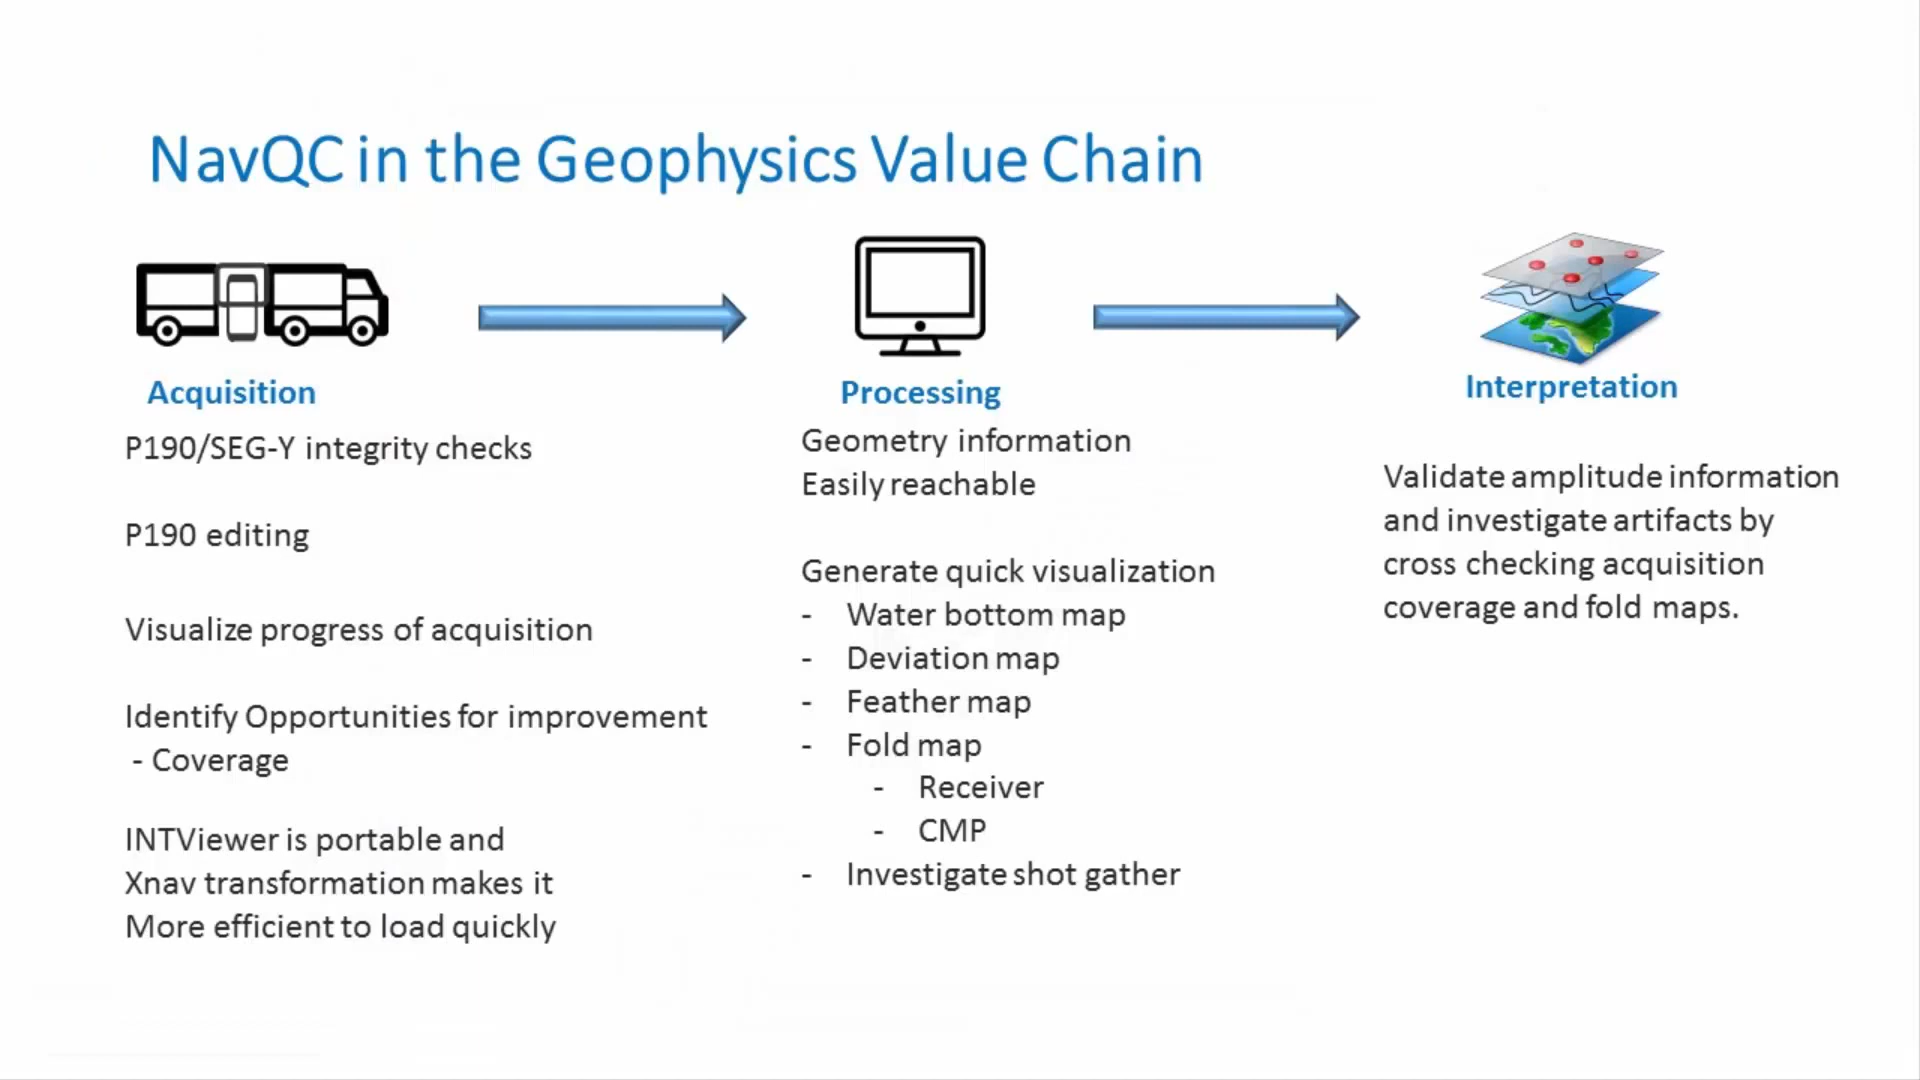 NavQC in the Geophysics Value Chain
Acquisition
P190/SEG-Y integrity checks
P190 editing
Visualize progress of acquisition
Identify Opportunities for improvement
- Coverage
INTViewer is portable and
Xnav transformation makes it
More efficient to load quickly
Processing
Geometry information
Easily reachable
Generate quick visualization
- Water bottom map
- Deviation map
- Feather map
- Fold map
- Receiver
- CMP
- Investigate shot gather
Interpretation
Validate amplitude information
and investigate artifacts by
cross checking acquisition
coverage and fold maps.